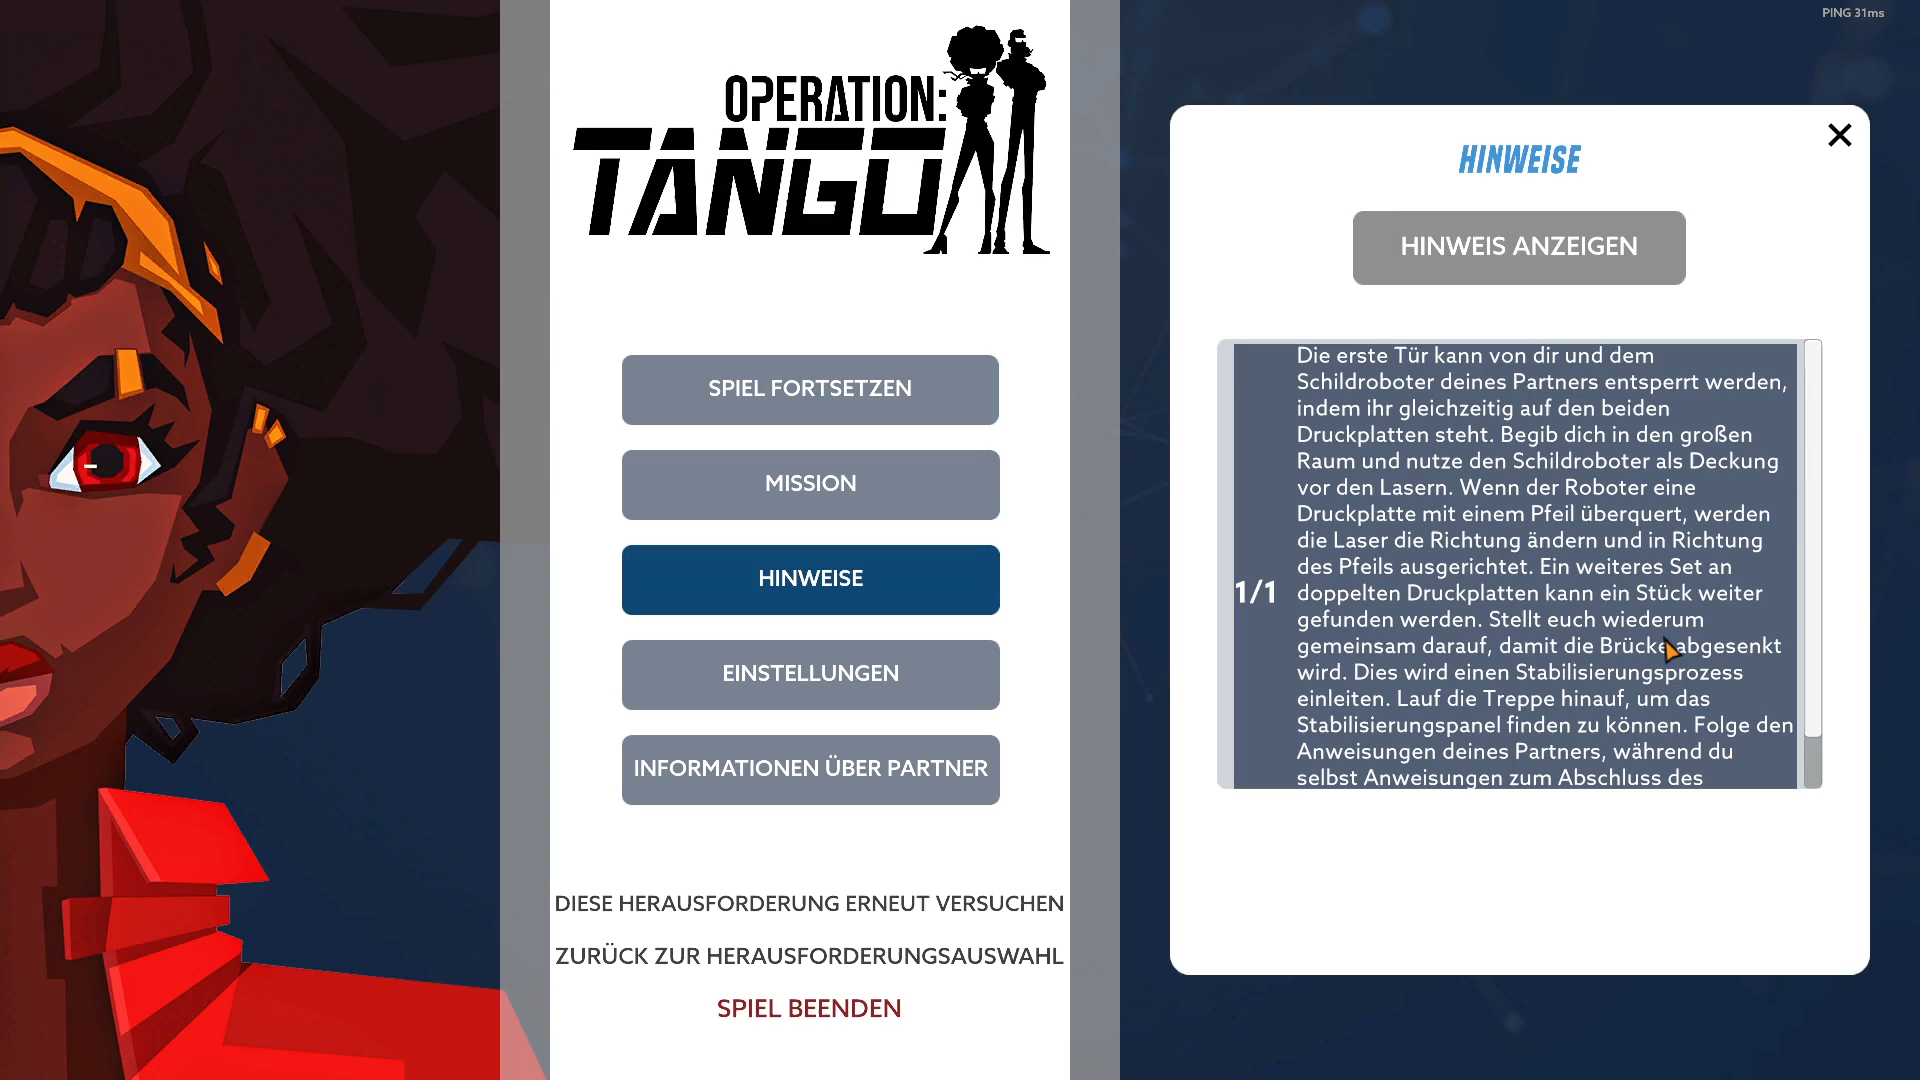 PING 31ms
OPERATION:
TANGO
SPIEL FORTSETZEN
MISSION
HINWEISE
EINSTELLUNGEN
INFORMATIONEN ÜBER PARTNER
DIESE HERAUSFORDERUNG ERNEUT VERSUCHEN
ZURÜCK ZUR HERAUSFORDERUNGSAUSWAHL
SPIEL BEENDEN
HINWEISE
HINWEIS ANZEIGEN
1/1
Die erste Tür kann von dir und dem
Schildroboter deines Partners entsperrt werden,
indem ihr gleichzeitig auf den beiden
Druckplatten steht. Begib dich in den großen
Raum und nutze den Schildroboter als Deckung
vor den Lasern. Wenn der Roboter eine
Druckplatte mit einem Pfeil überquert, werden
die Laser die Richtung ändern und in Richtung
des Pfeils ausgerichtet. Ein weiteres Set an
doppelten Druckplatten kann ein Stück weiter
gefunden werden. Stellt euch wiederum
gemeinsam darauf, damit die Brücke abgesenkt
wird. Dies wird einen Stabilisierungsprozess
einleiten. Lauf die Treppe hinauf, um das
Stabilisierungspanel finden zu können. Folge den
Anweisungen deines Partners, während du
selbst Anweisungen zum Abschluss des